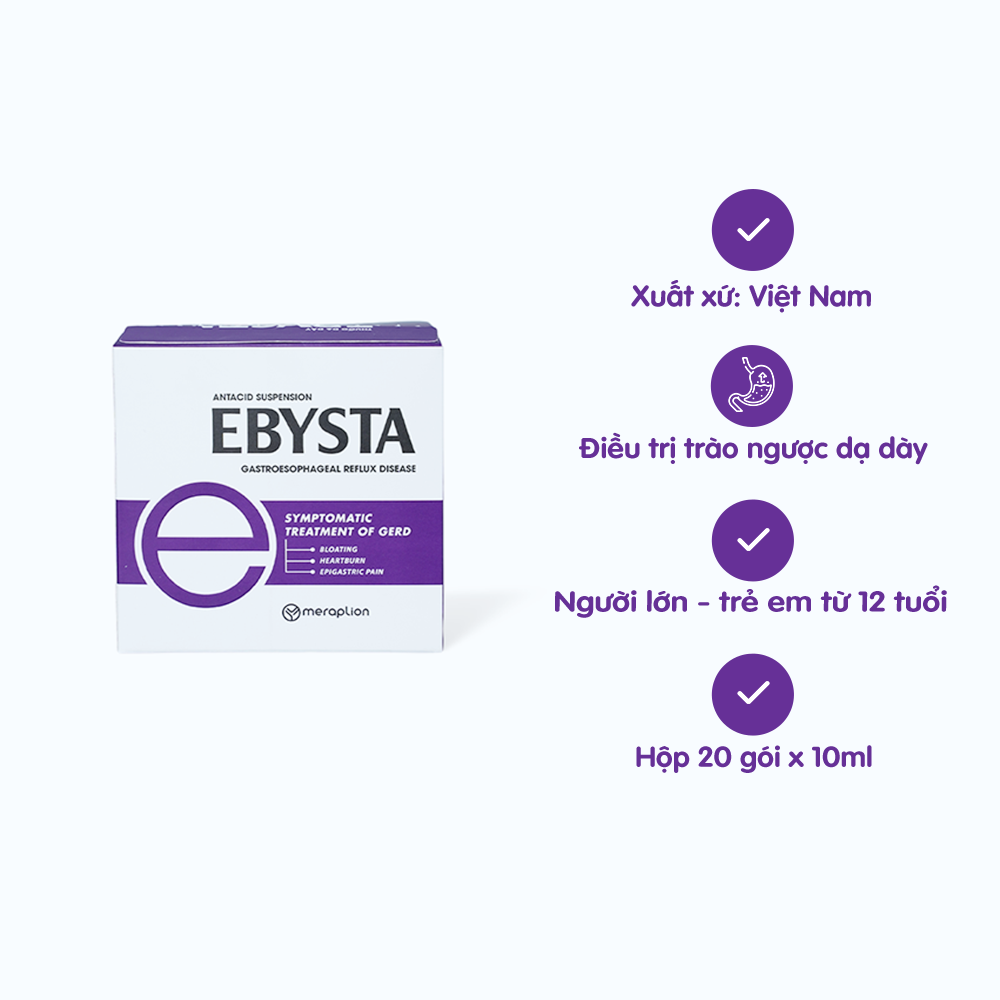 ANTACID SUSPENSION
EBYSTA
GASTROESOPHAGEAL REFLUX DISEASE
SYMPTOMATIC
TREATMENT OF GERD
BLOATING
HEARTBURN
EPIGASTRIC PAIN
meraplion
Xuất xứ: Việt Nam
Điều trị trào ngược dạ dày
Người lớn - trẻ em từ 12 tuổi
Hộp 20 gói x 10ml